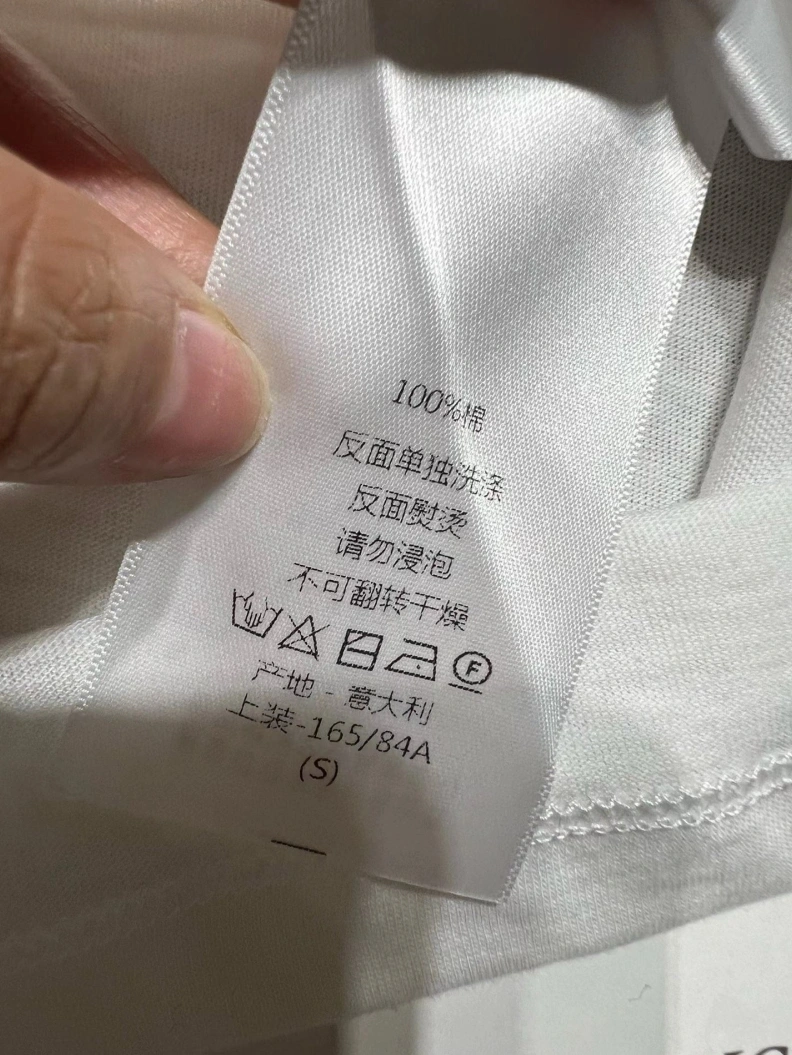 100%棉
反面单独洗涤
反面熨烫
请勿浸泡
不可翻转干燥
F
产地 - 意大利
上装-165/84A
(S)